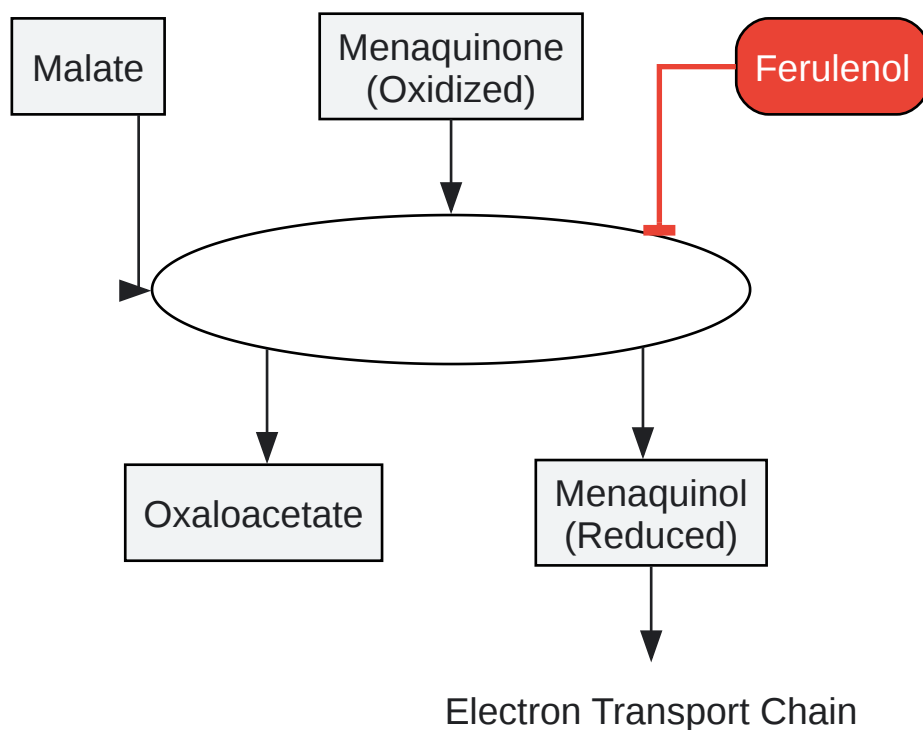 Malate
Menaquinone
(Oxidized)
Ferulenol
Oxaloacetate
Menaquinol
(Reduced)
Electron Transport Chain